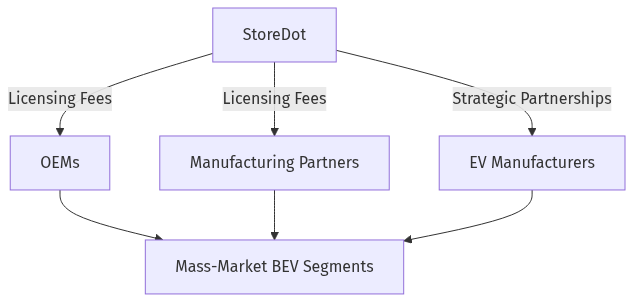 StoreDot
Licensing Fees
Licensing Fees
Strategic Partnerships
OEMs
Manufacturing Partners
EV Manufacturers
Mass-Market BEV Segments